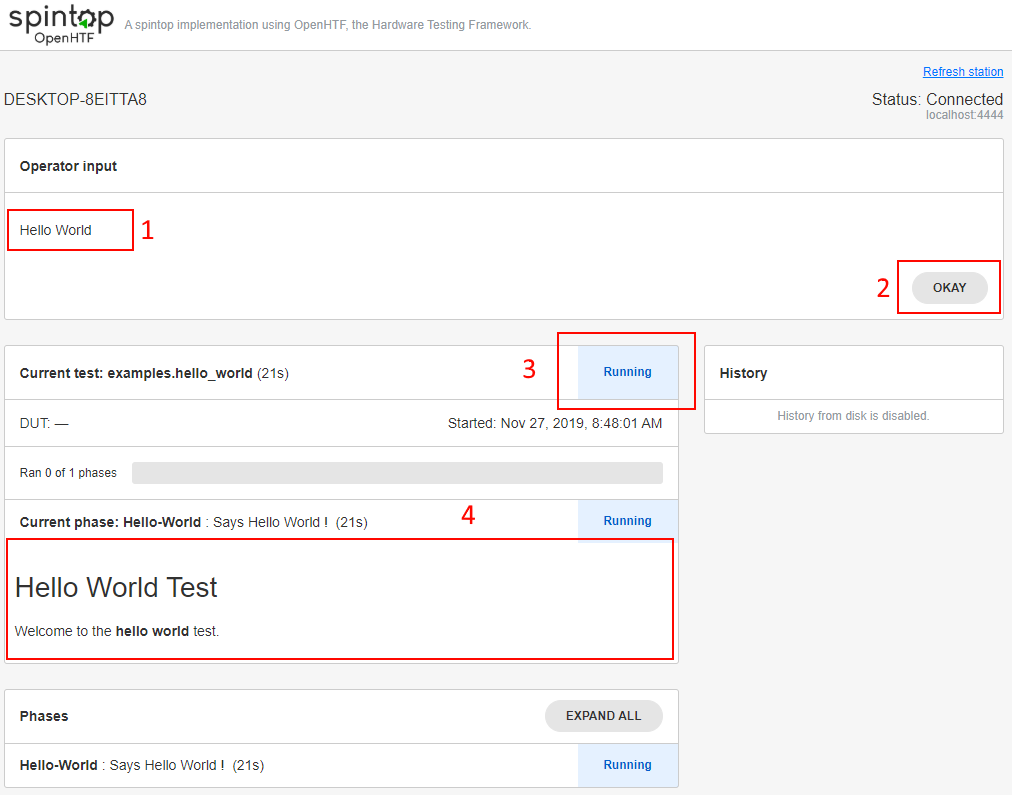 spintop
OpenHTF
A spintop implementation using OpenHTF, the Hardware Testing Framework.
Refresh station
DESKTOP-8EITTA8
Status: Connected
localhost:4444
Operator input
Hello World
1
2
OKAY
Current test: examples.hello_world (21s)
3
Running
History
DUT: —
Started: Nov 27, 2019, 8:48:01 AM
History from disk is disabled.
Ran 0 of 1 phases
Current phase: Hello-World : Says Hello World ! (21s)
4
Running
Hello World Test
Welcome to the hello world test.
Phases
EXPAND ALL
Hello-World : Says Hello World ! (21s)
Running